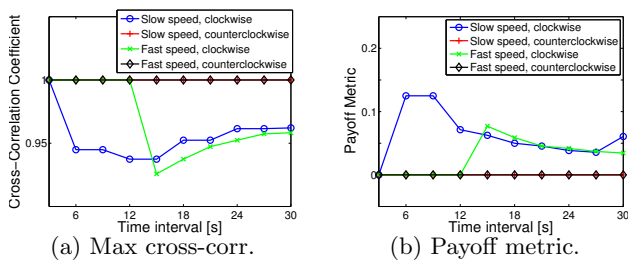 Slow speed, clockwise
Slow speed, counterclockwise
Fast speed, clockwise
Fast speed, counterclockwise
Cross−Correlation Coefficient
1
0.95
6 12 18 24 30
Time interval [s]
(a) Max cross-corr.
Slow speed, clockwise
Slow speed, counterclockwise
Fast speed, clockwise
Fast speed, counterclockwise
Payoff Metric
0.2
0.1
0
6 12 18 24 30
Time interval [s]
(b) Payoff metric.